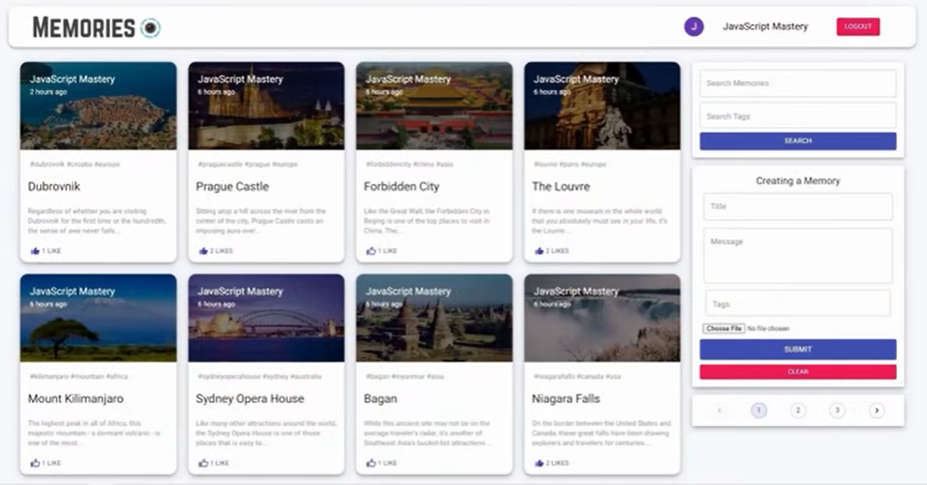 MEMORIES
J
JavaScript Mastery
LOGOUT
JavaScript Mastery
2 hours ago
#dubrovnik #croatia #europe
Dubrovnik
Regardless of whether you are visiting
Dubrovnik for the first time or the hundredth,
the sense of awe never fails...
1 LIKE
JavaScript Mastery
6 hours ago
#praguecastle #prague #europe
Prague Castle
Sitting atop a hill across the river from the
center of the city, Prague Castle casts an
imposing aura over...
2 LIKES
JavaScript Mastery
6 hours ago
#forbiddencity #china #asia
Forbidden City
Like the Great Wall, the Forbidden City in
Beijing is one of the top places to visit in
China. The...
1 LIKE
JavaScript Mastery
6 hours ago
#louvre #paris #europe
The Louvre
If there is one museum in the whole world
that you absolutely must see in your life, it's
the Louvre...
2 LIKES
JavaScript Mastery
6 hours ago
#kilimanjaro #mountain #africa
Mount Kilimanjaro
The highest peak in all of Africa, this
majestic mountain - a dormant volcano - is
one of the most...
1 LIKE
JavaScript Mastery
6 hours ago
#sydneyoperahouse #sydney #australia
Sydney Opera House
Like many other attractions around the world,
the Sydney Opera House is one of those
places that is easy to...
1 LIKE
JavaScript Mastery
6 hours ago
#bagan #myanmar #asia
Bagan
While this ancient site may not be on the
average traveler's radar, it's another of
Southeast Asia's bucket-list attractions...
1 LIKE
JavaScript Mastery
6 hours ago
#niagarafalls #canada #usa
Niagara Falls
On the border between the United States and
Canada, these great falls have been drawing
explorers and travelers for centuries...
2 LIKES
Search Memories
Search Tags
SEARCH
Creating a Memory
Title
Message
Tags
Choose File No file chosen
SUBMIT
CLEAR
‹ 1 2 3 ›